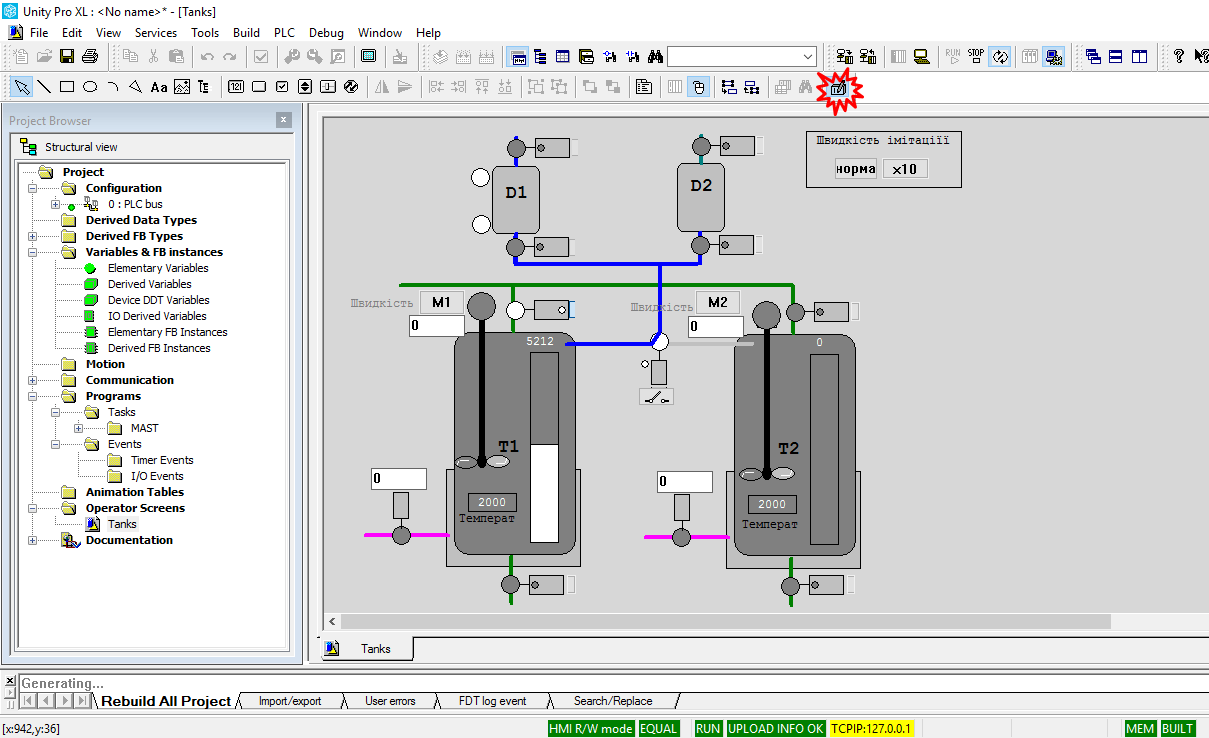 Unity Pro XL : <No name>* - [Tanks]
File Edit View Services Tools Build PLC Debug Window Help
RUN STOP
Aa
Project Browser
Structural view
Project
Configuration
0 : PLC bus
Derived Data Types
Derived FB Types
Variables & FB instances
Elementary Variables
Derived Variables
Device DDT Variables
IO Derived Variables
Elementary FB Instances
Derived FB Instances
Motion
Communication
Programs
Tasks
MAST
Events
Timer Events
I/O Events
Animation Tables
Operator Screens
Tanks
Documentation
Швидкість імітаціїї
норма x10
D1 D2
Швидкість M1
0
Швидкість M2
0
5212 0
T1 T2
0 0
2000 2000
Температ Температ
Tanks
Generating...
Rebuild All Project Import/export User errors FDT log event Search/Replace
[x:942,y:36] HMI R/W mode EQUAL RUN UPLOAD INFO OK TCPIP:127.0.0.1 MEM BUILT